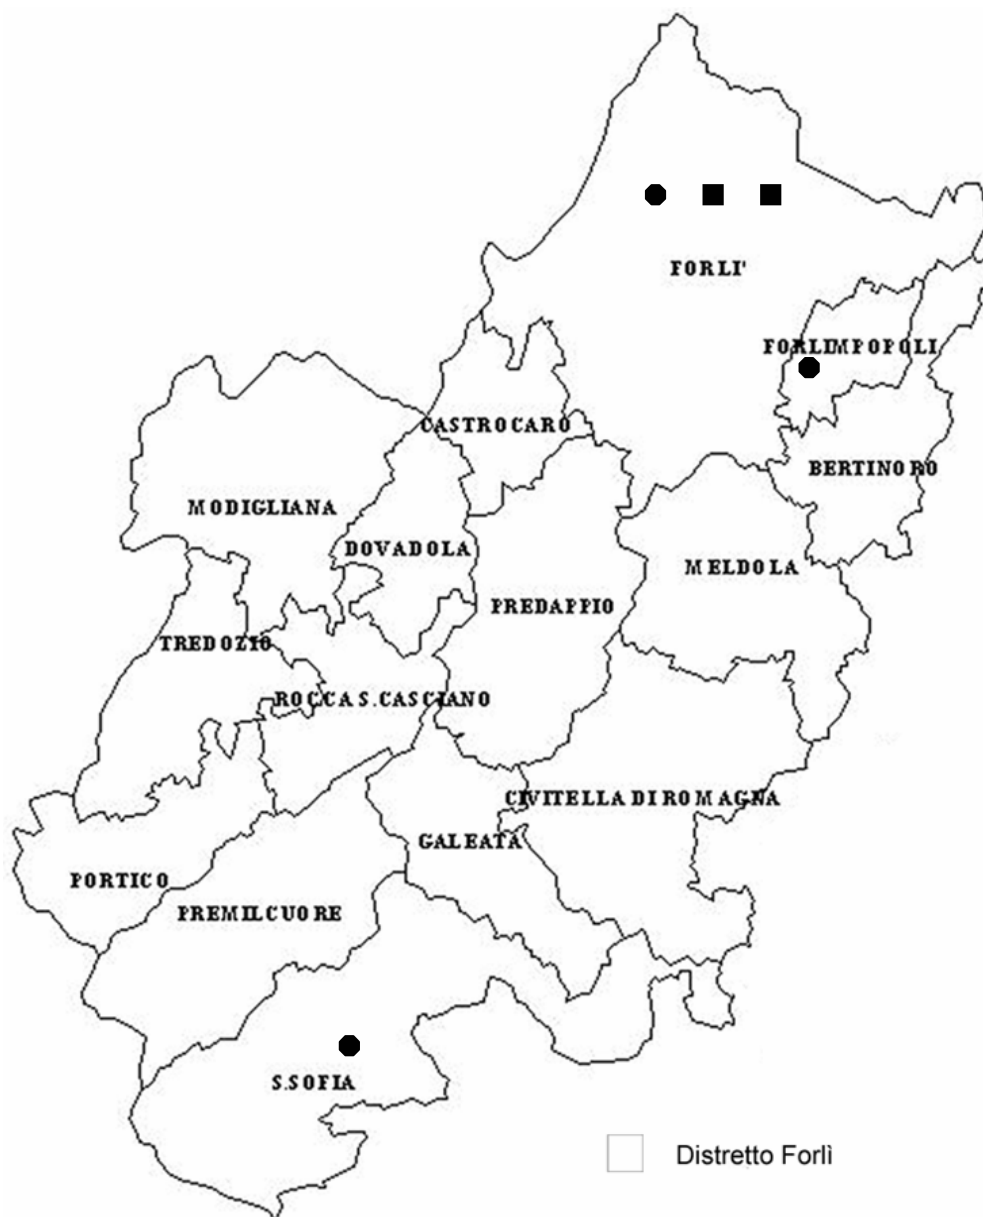 FORLI'
FORLIMPOPOLI
CASTROCARO
BERTINORO
MODIGLIANA
DOVADOLA
MELDOLA
PREDAPPIO
TREDOZIO
ROCCA S.CASCIANO
CIVITELLA DI ROMAGNA
GALEATA
PORTICO
PREMILCUORE
S.SOFIA
Distretto Forlì